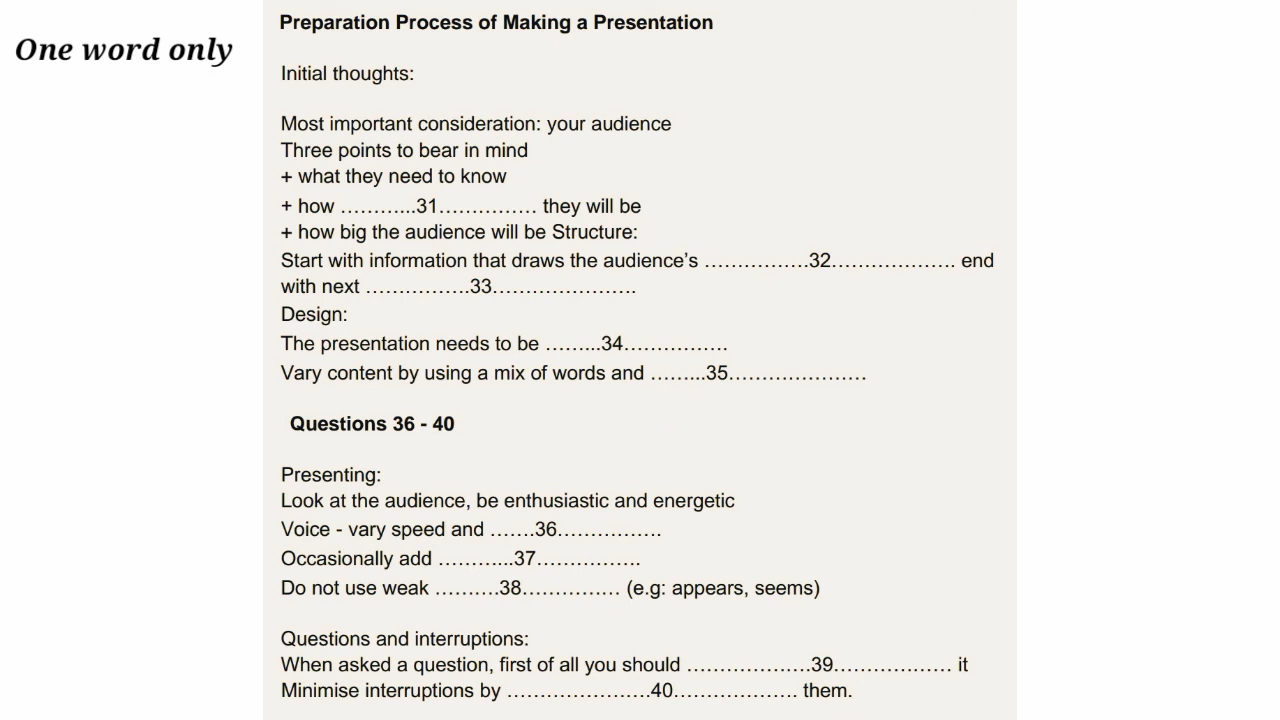 One word only
Preparation Process of Making a Presentation
Initial thoughts:
Most important consideration: your audience
Three points to bear in mind
+ what they need to know
+ how ………...31…………… they will be
+ how big the audience will be Structure:
Start with information that draws the audience’s …………….32………………. end
with next …………….33………………….
Design:
The presentation needs to be ……...34…………….
Vary content by using a mix of words and ……...35…………………
Questions 36 - 40
Presenting:
Look at the audience, be enthusiastic and energetic
Voice - vary speed and …….36…………….
Occasionally add ………...37…………….
Do not use weak ……….38…………… (e.g: appears, seems)
Questions and interruptions:
When asked a question, first of all you should ……………….39……………… it
Minimise interruptions by ………………….40………………. them.